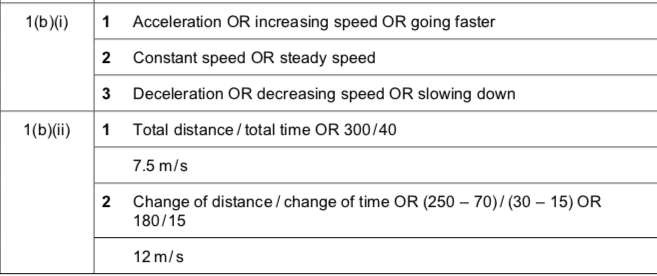 1(b)(i) 1 Acceleration OR increasing speed OR going faster
2 Constant speed OR steady speed
3 Deceleration OR decreasing speed OR slowing down
1(b)(ii) 1 Total distance / total time OR 300/40
7.5 m/s
2 Change of distance / change of time OR (250 – 70) / (30 – 15) OR
180/15
12 m/s